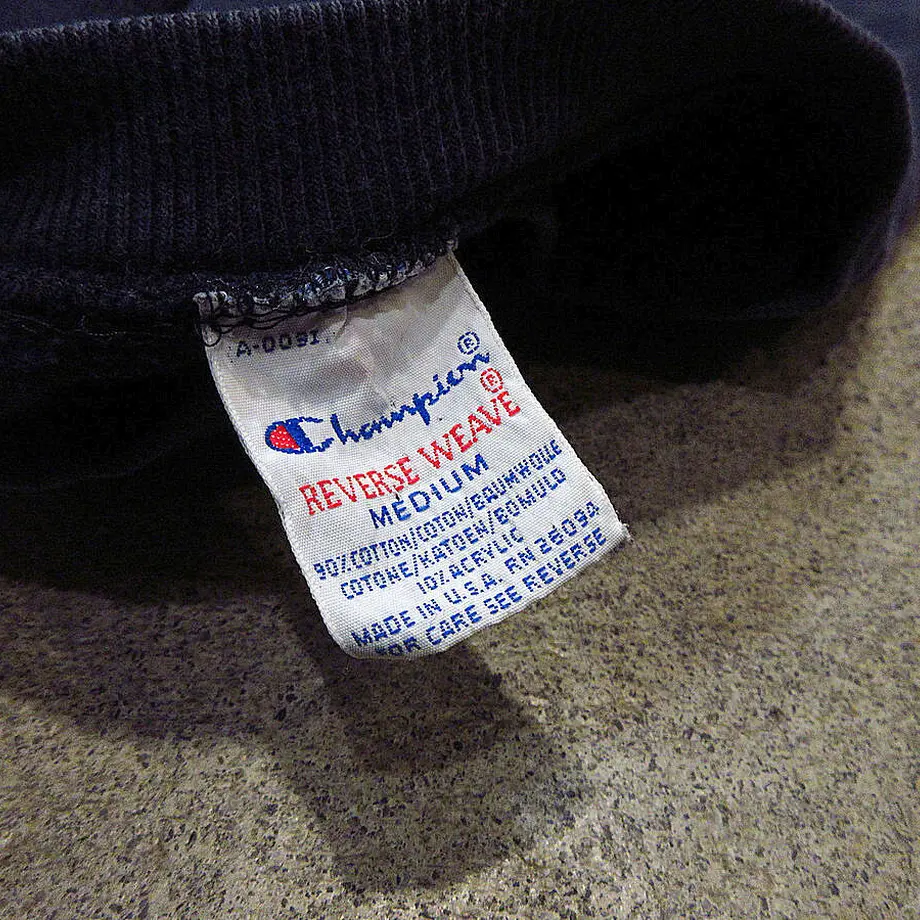 A-0091
Champion®
REVERSE WEAVE®
MEDIUM
90%COTTON/COTON/BAUMWOLLE
COTONE/KATOEN/BOMULD
10%ACRYLIC
MADE IN U.S.A. RN 26094
FOR CARE SEE REVERSE